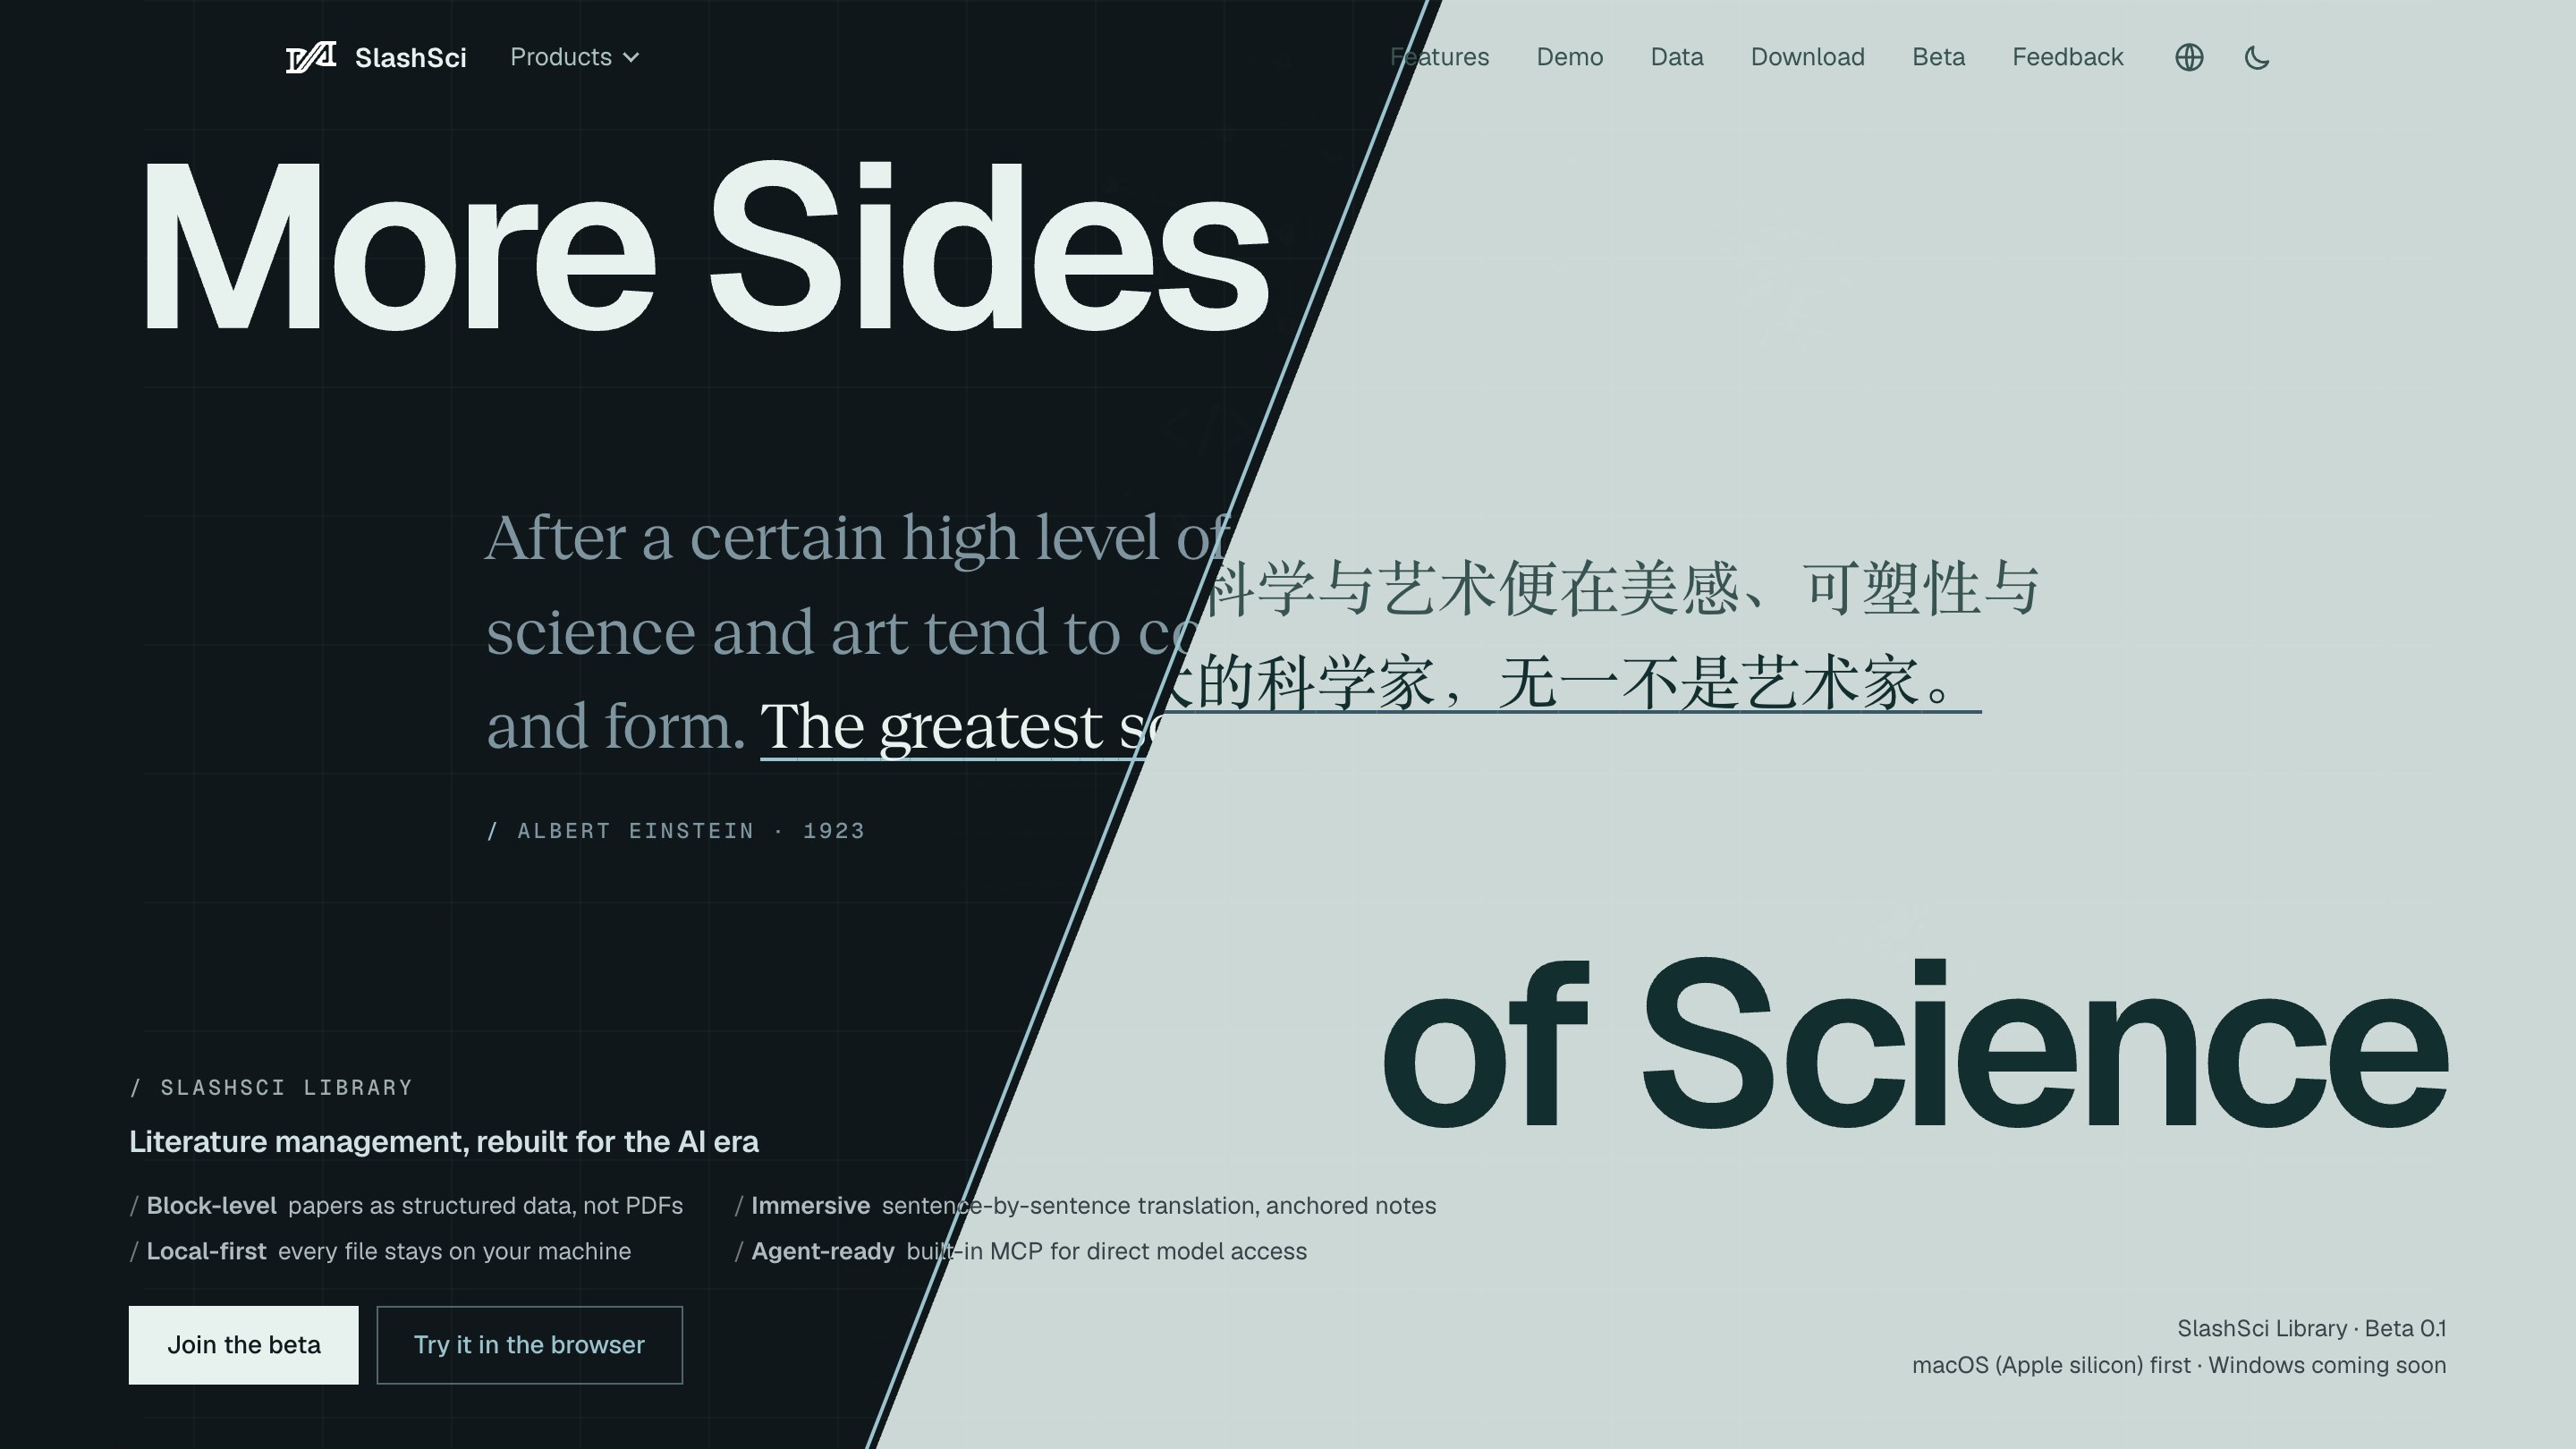 SlashSci Products Features Demo Data Download Beta Feedback
More Sides
After a certain high level of
科学与艺术便在美感、可塑性与
science and art tend to
的科学家，无一不是艺术家。
and form. The greatest
/ ALBERT EINSTEIN · 1923
of Science
/ SLASHSCI LIBRARY
Literature management, rebuilt for the AI era
/ Block-level papers as structured data, not PDFs
/ Immersive sentence-by-sentence translation, anchored notes
/ Local-first every file stays on your machine
/ Agent-ready built-in MCP for direct model access
Join the beta
Try it in the browser
SlashSci Library · Beta 0.1
macOS (Apple silicon) first · Windows coming soon